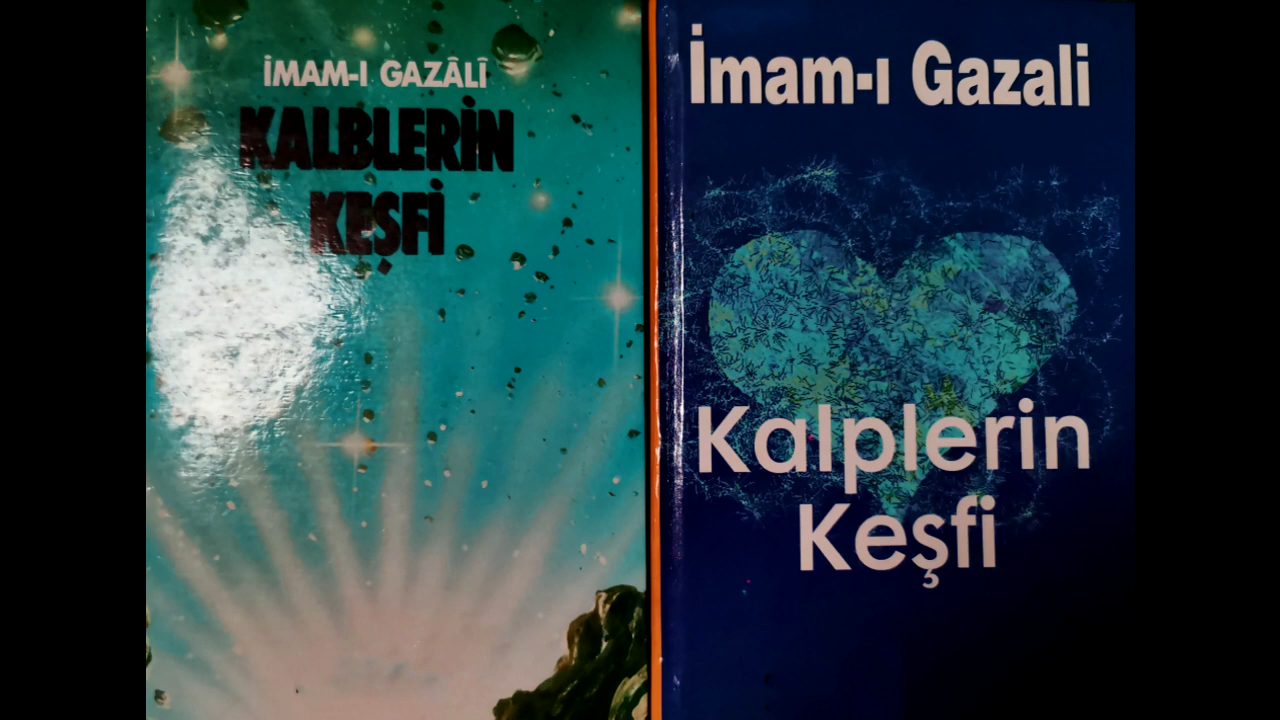 İMAM-I GAZÂLÎ
KALBLERİN
KEŞFİ
İmam-ı Gazali
Kalplerin
Keşfi